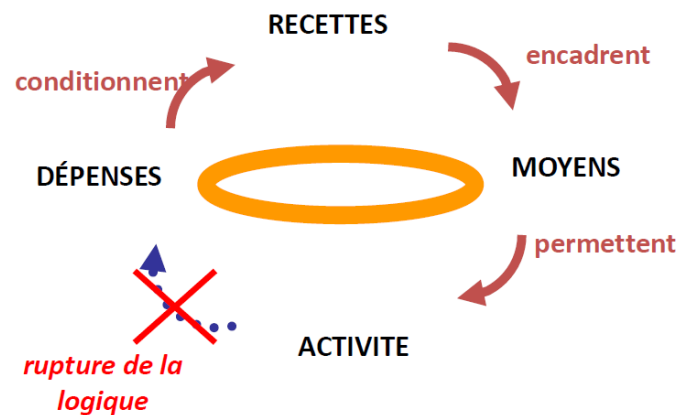 RECETTES
conditionnent
encadrent
DÉPENSES
MOYENS
permettent
ACTIVITE
rupture de la
logique